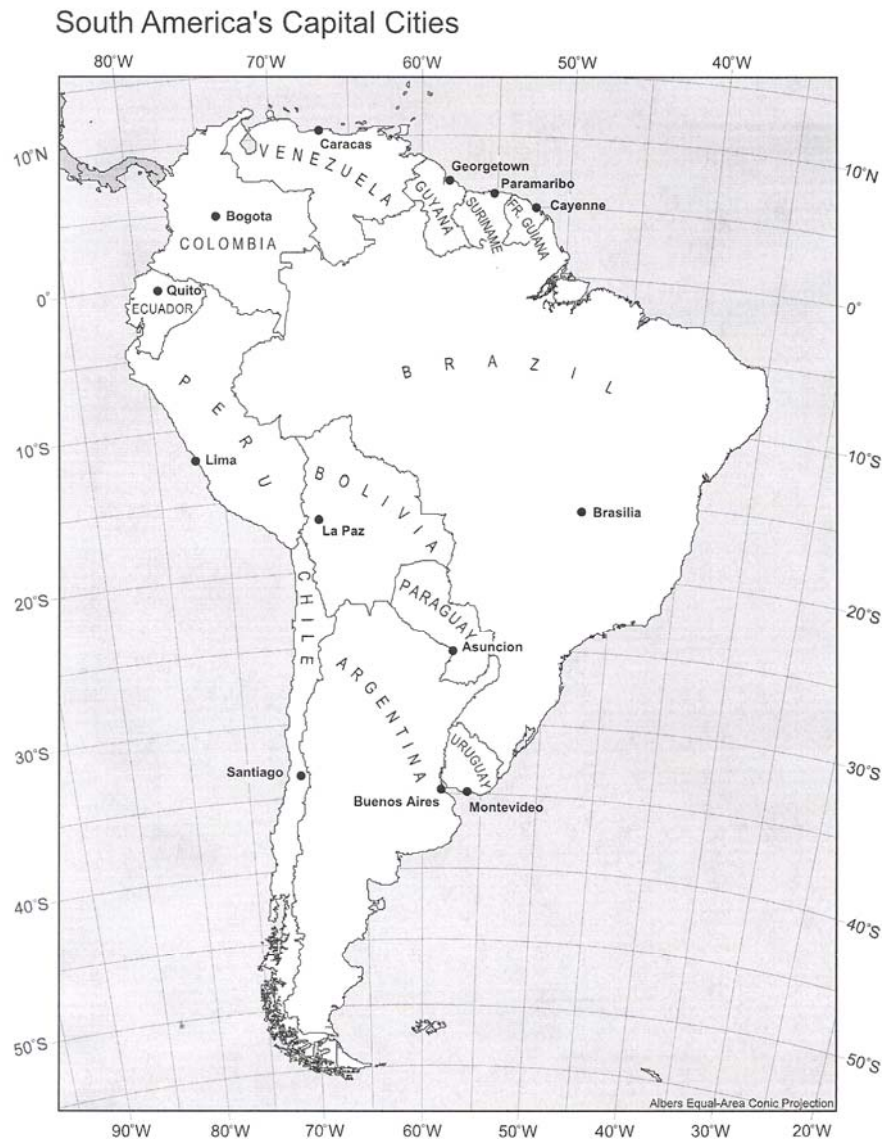 South America's Capital Cities
80°W 70°W 60°W 50°W 40°W
10°N
10°N
Caracas
VENEZUELA
Georgetown
Paramaribo
Cayenne
GUYANA
SURINAME
FR. GUIANA
Bogota
COLOMBIA
Quito
ECUADOR
0°
0°
BRAZIL
PERU
10°S
10°S
Lima
BOLIVIA
La Paz
Brasilia
20°S
20°S
CHILE
PARAGUAY
Asuncion
ARGENTINA
30°S
30°S
URUGUAY
Santiago
Buenos Aires
Montevideo
40°S
40°S
50°S
50°S
Albers Equal-Area Conic Projection
90°W 80°W 70°W 60°W 50°W 40°W 30°W 20°W